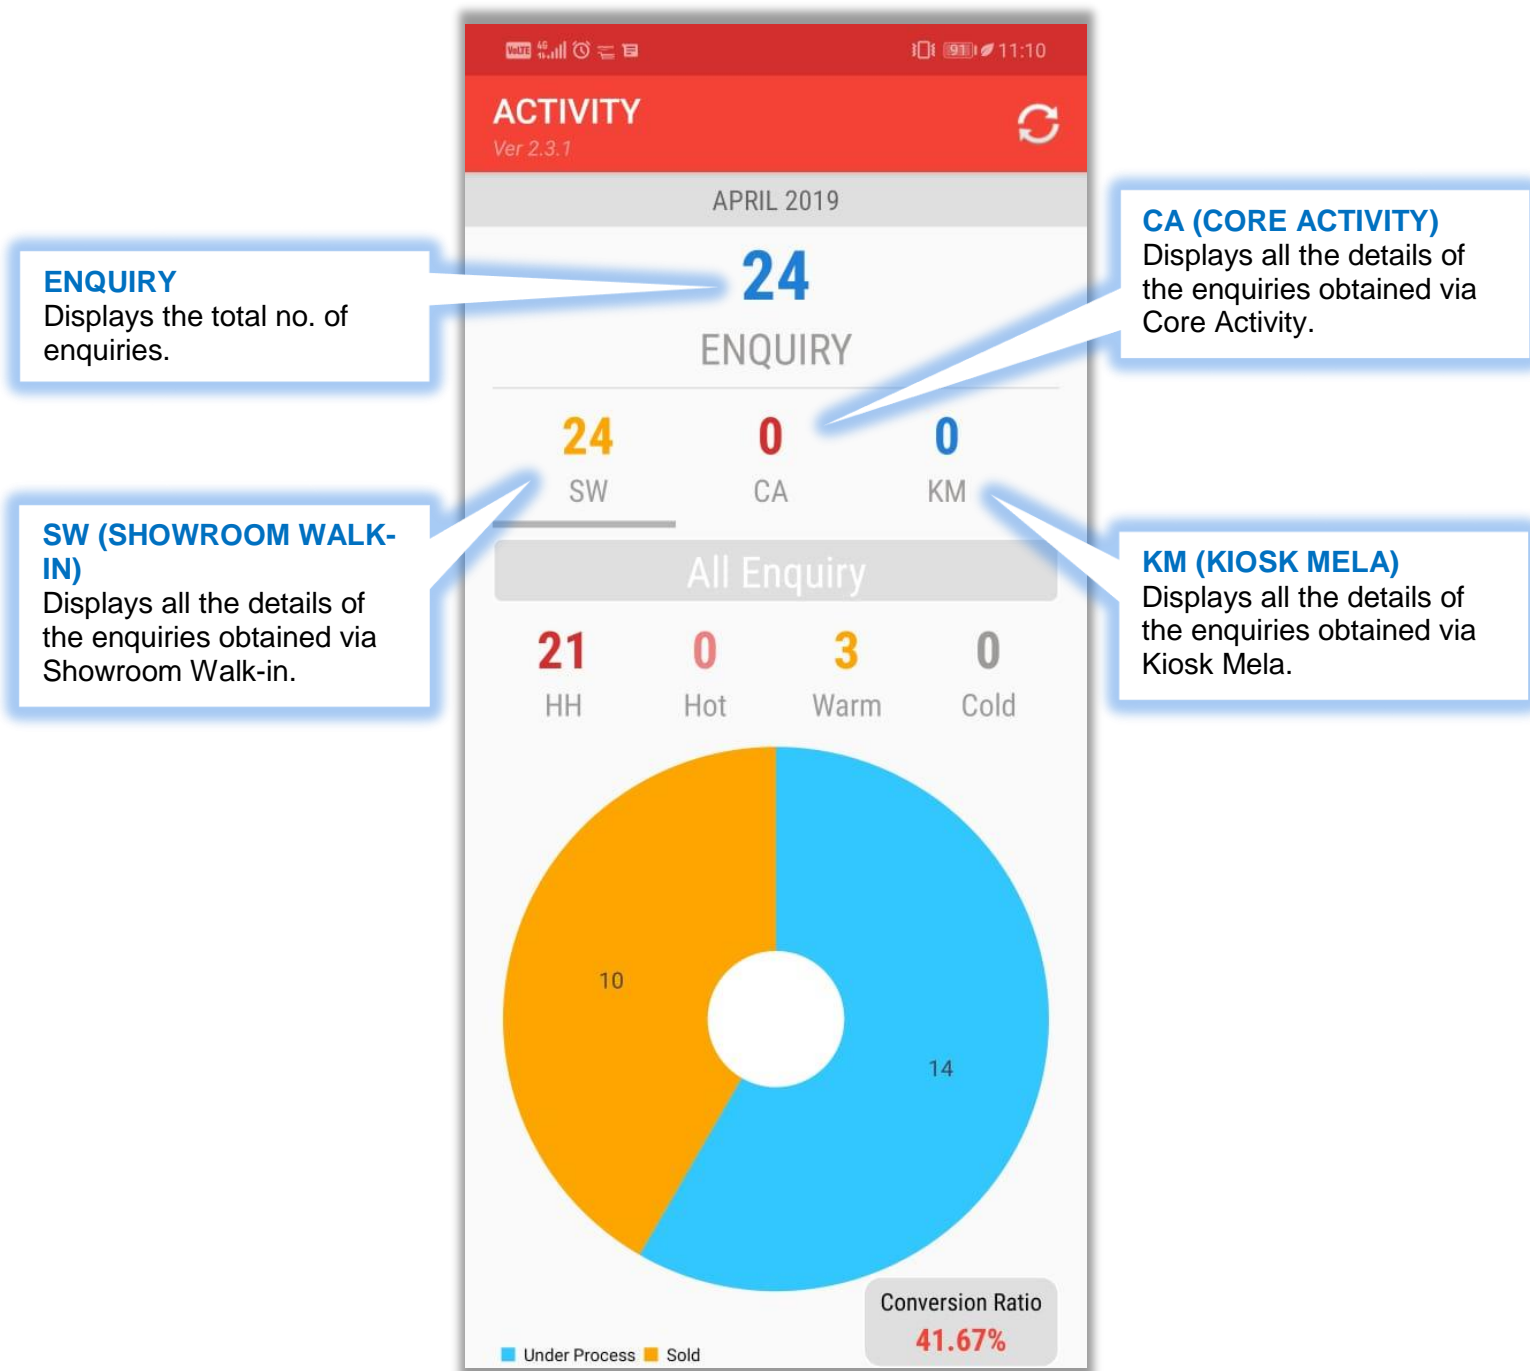 VoLTE 4G 91 11:10
ACTIVITY
Ver 2.3.1
APRIL 2019
24
ENQUIRY
24 0 0
SW CA KM
All Enquiry
21 0 3 0
HH Hot Warm Cold
10
14
Conversion Ratio
41.67%
Under Process Sold
ENQUIRY
Displays the total no. of
enquiries.
SW (SHOWROOM WALK-
IN)
Displays all the details of
the enquiries obtained via
Showroom Walk-in.
CA (CORE ACTIVITY)
Displays all the details of
the enquiries obtained via
Core Activity.
KM (KIOSK MELA)
Displays all the details of
the enquiries obtained via
Kiosk Mela.